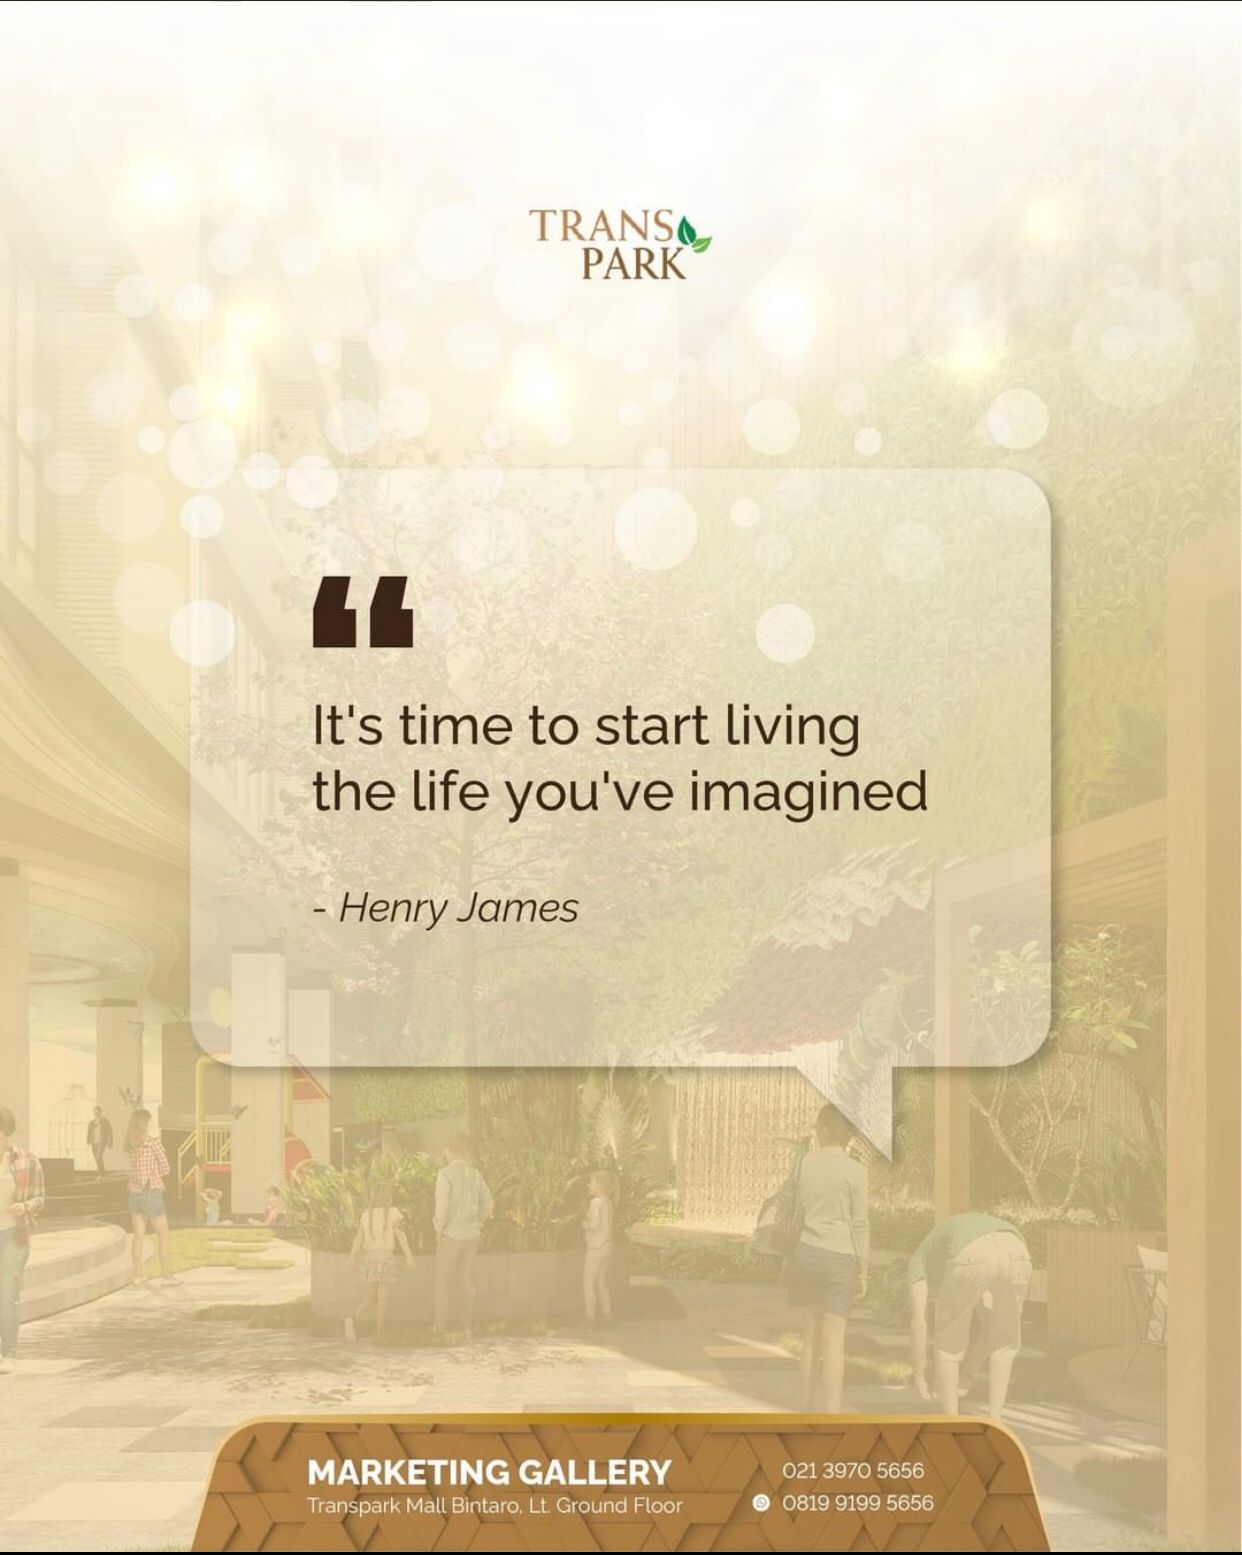 TRANS
PARK
“
It's time to start living
the life you've imagined
- Henry James
MARKETING GALLERY
Transpark Mall Bintaro, Lt. Ground Floor
021 3970 5656
0819 9199 5656